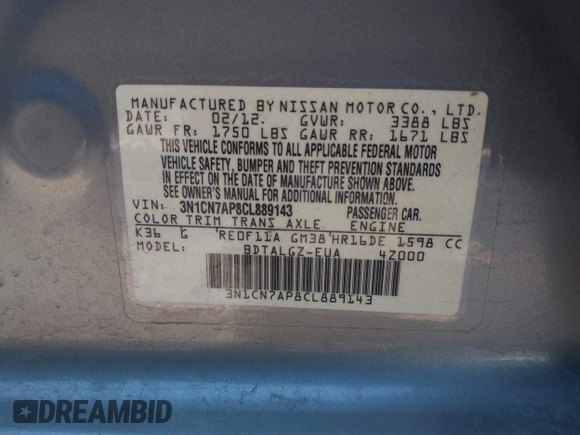 MANUFACTURED BY NISSAN MOTOR CO., LTD.
DATE: 02/12. GVWR: 3388 LBS
GAWR FR: 1750 LBS GAWR RR: 1671 LBS
THIS VEHICLE CONFORMS TO ALL APPLICABLE FEDERAL MOTOR
VEHICLE SAFETY, BUMPER AND THEFT PREVENTION STANDARDS
IN EFFECT ON THE DATE OF MANUFACTURE SHOWN ABOVE.
SEE OWNER'S MANUAL FOR ADDITIONAL INFORMATION.
VIN: 3N1CN7AP8CL889143 PASSENGER CAR.
COLOR TRIM TRANS AXLE ENGINE
K36 G RE0F11A GM38 HR16DE 1598 CC
MODEL: BDTALGZ-EUA 4Z000
3N1CN7AP8CL889143
DREAMBID